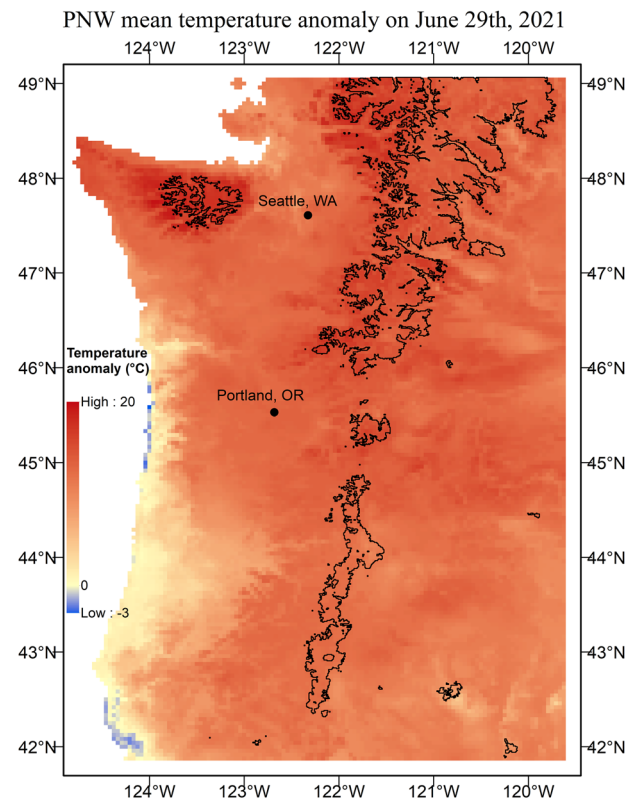 PNW mean temperature anomaly on June 29th, 2021
124°W 123°W 122°W 121°W 120°W
49°N 49°N
48°N 48°N
Seattle, WA
47°N 47°N
46°N 46°N
Temperature
anomaly (°C)
High : 20
Portland, OR
45°N 45°N
44°N 44°N
0
Low : -3
43°N 43°N
42°N 42°N
124°W 123°W 122°W 121°W 120°W